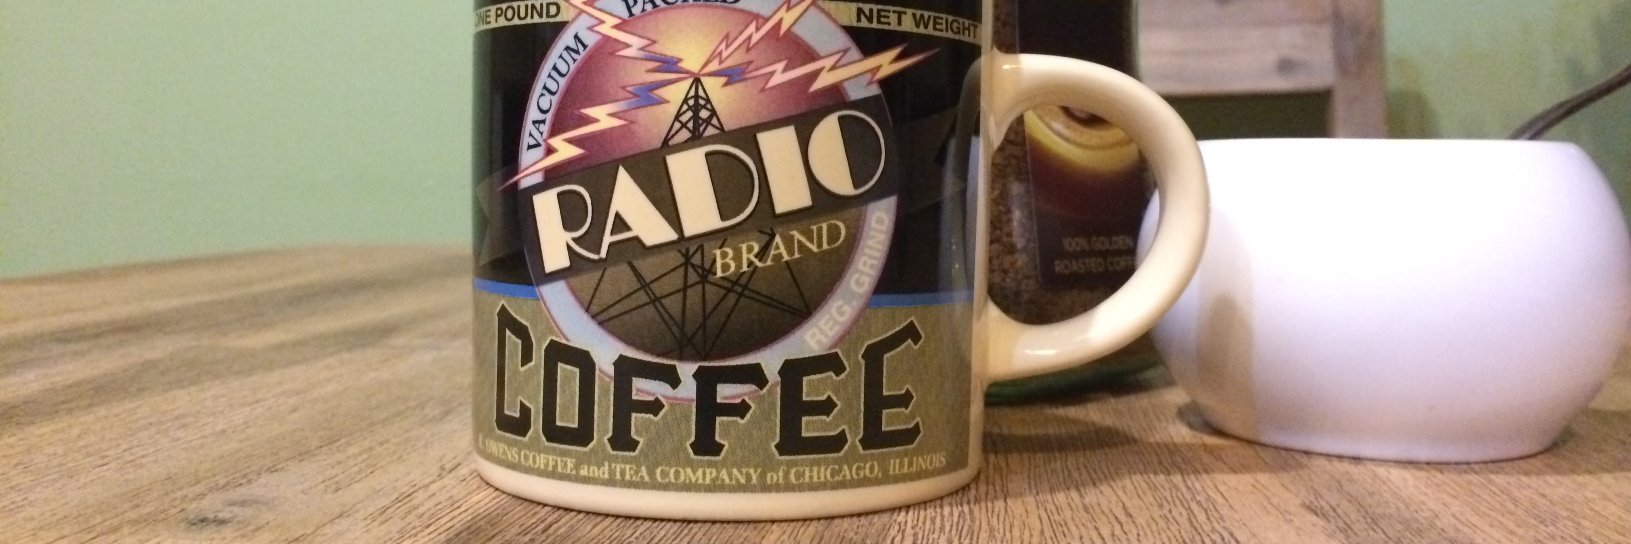 ONE POUND
VACUUM PACKED
NET WEIGHT
RADIO
BRAND
REG. GRIND
COFFEE
OWENS COFFEE and TEA COMPANY of CHICAGO, ILLINOIS
100% GOLDEN
ROASTED